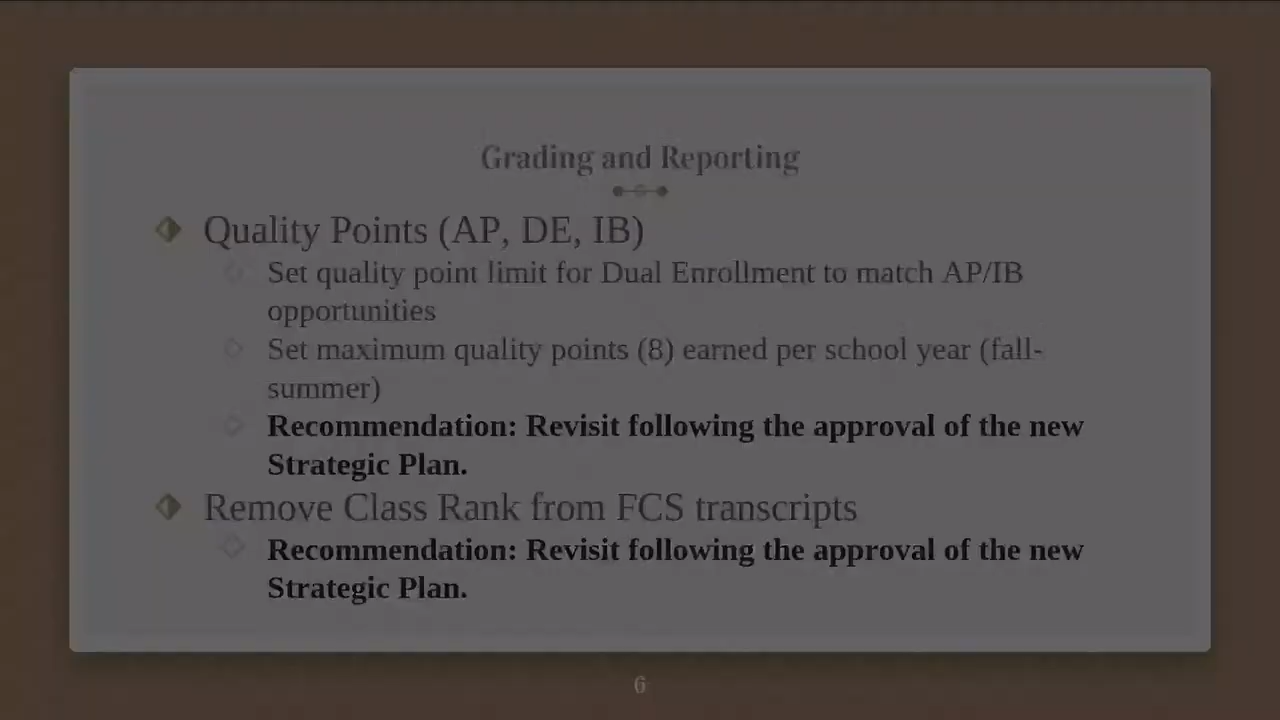 Grading and Reporting
Quality Points (AP, DE, IB)
Set quality point limit for Dual Enrollment to match AP/IB
opportunities
Set maximum quality points (8) earned per school year (fall-
summer)
Recommendation: Revisit following the approval of the new
Strategic Plan.
Remove Class Rank from FCS transcripts
Recommendation: Revisit following the approval of the new
Strategic Plan.
6